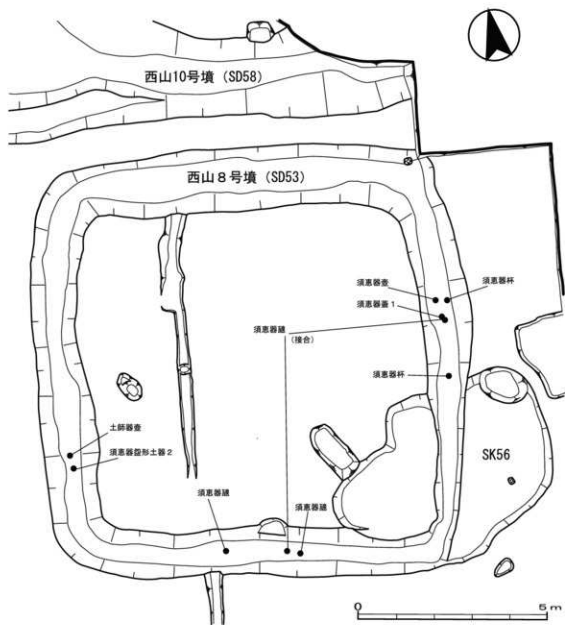 西山10号墳（SD58）
西山８号墳（SD53）
須恵器壺
須恵器杯
須恵器蓋１
須恵器𤭯
（接合）
須恵器杯
土師器壺
須恵器器形土器２
SK56
須恵器𤭯
須恵器𤭯
0
5 m